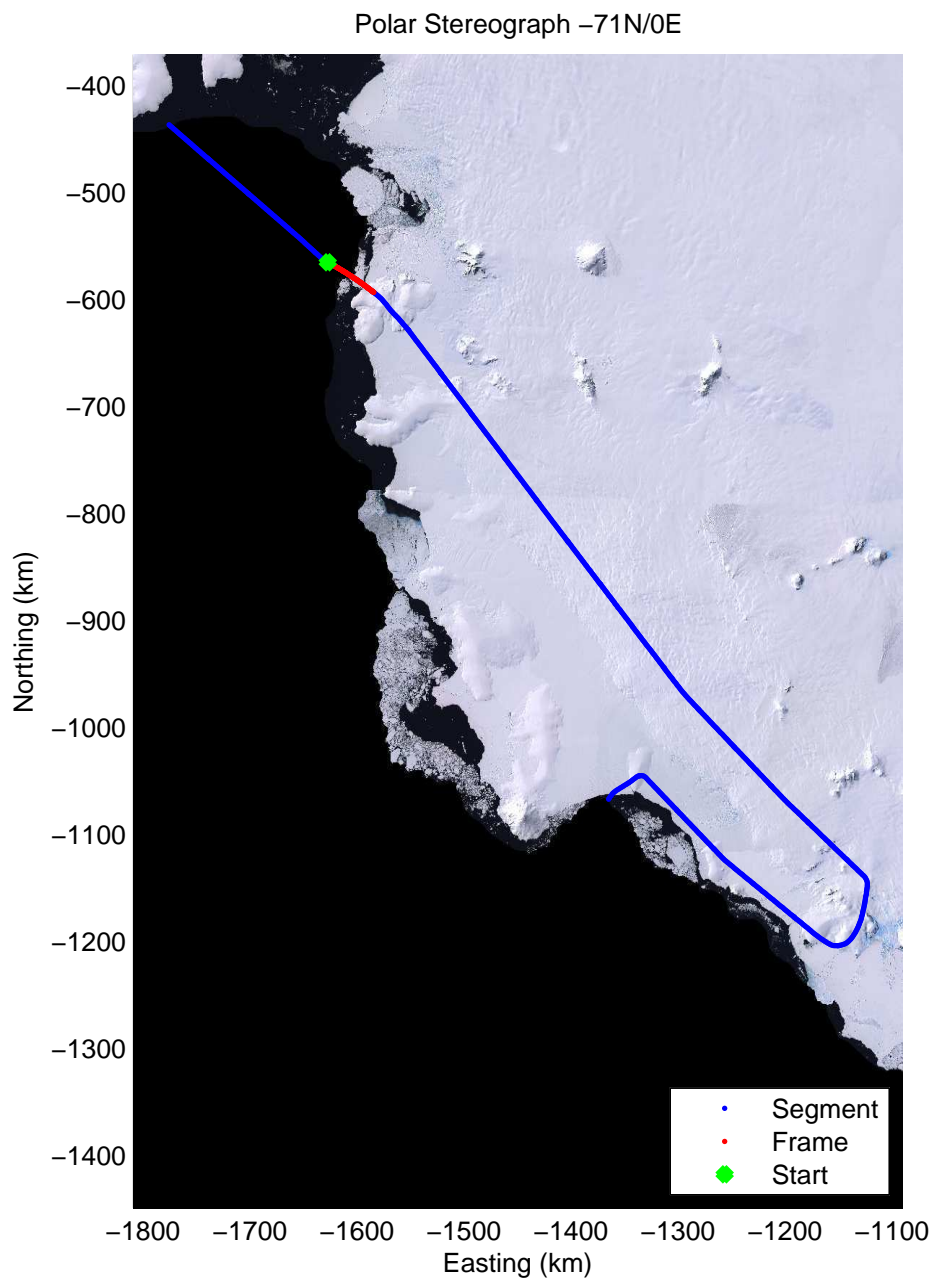 Polar Stereograph −71N/0E
−400
−500
−600
−700
−800
−900
−1000
−1100
−1200
−1300
−1400
Northing (km)
Segment
Frame
Start
−1800 −1700 −1600 −1500 −1400 −1300 −1200 −1100
Easting (km)